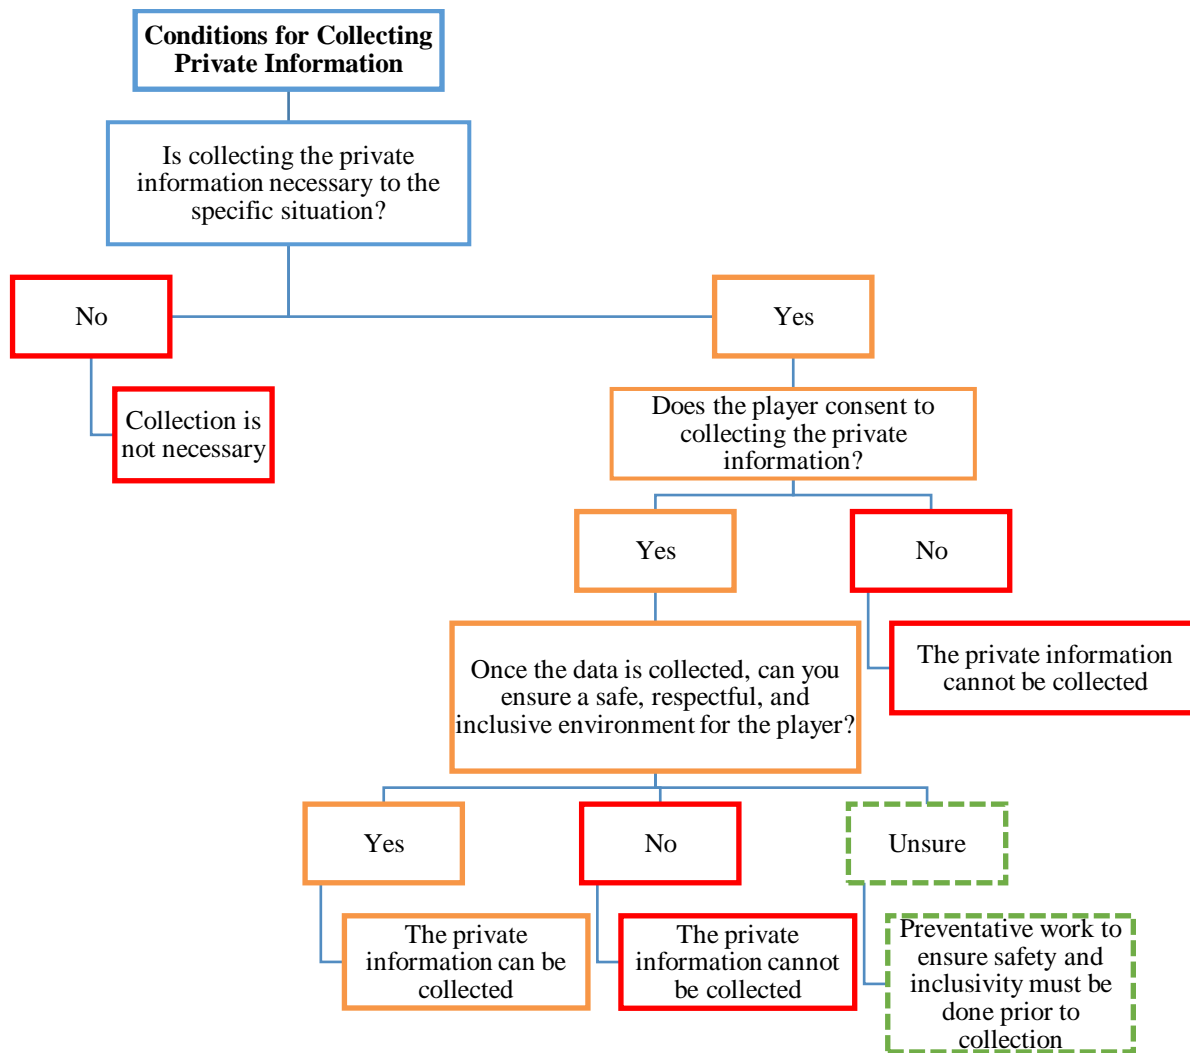 Conditions for Collecting
Private Information
Is collecting the private
information necessary to the
specific situation?
No
Yes
Collection is
not necessary
Does the player consent to
collecting the private
information?
Yes
No
The private information
cannot be collected
Once the data is collected, can you
ensure a safe, respectful, and
inclusive environment for the player?
Yes
No
Unsure
The private
information can be
collected
The private
information cannot
be collected
Preventative work to
ensure safety and
inclusivity must be
done prior to
collection